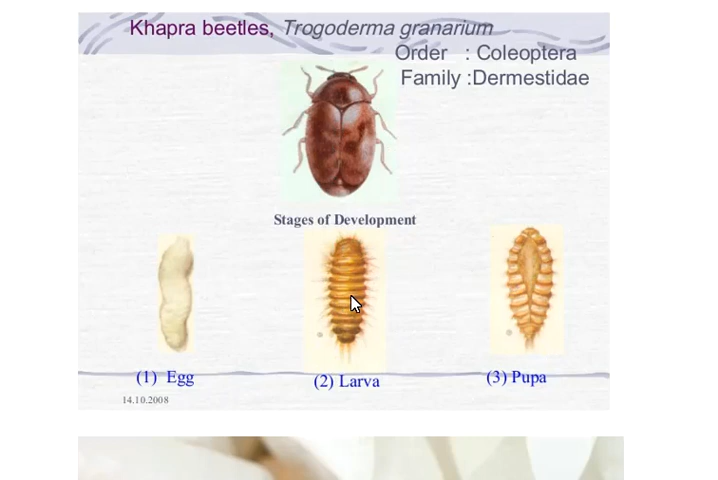 Khapra beetles, Trogoderma granarium
Order : Coleoptera
Family :Dermestidae
Stages of Development
(1) Egg
(2) Larva
(3) Pupa
14.10.2008